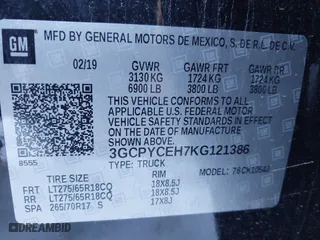 GM
MFD BY GENERAL MOTORS DE MEXICO, S. DE R.L. DE C.V.
02/19 GVWR GAWR FRT GAWR RR
3130 KG 1724 KG 1724 KG
6900 LB 3800 LB 3800 LB
THIS VEHICLE CONFORMS TO ALL
APPLICABLE U.S. FEDERAL MOTOR
VEHICLE SAFETY STANDARDS IN
EFFECT ON THE DATE OF
MANUFACTURE SHOWN ABOVE.
3GCPYCEH7KG121386
8555 TYPE: TRUCK
MODEL: 78CK10543
TIRE SIZE RIM
FRT LT275/65R18CQ 18X8.5J
RR LT275/65R18CQ 18X8.5J
SPA 265/70R17 S 17X8J